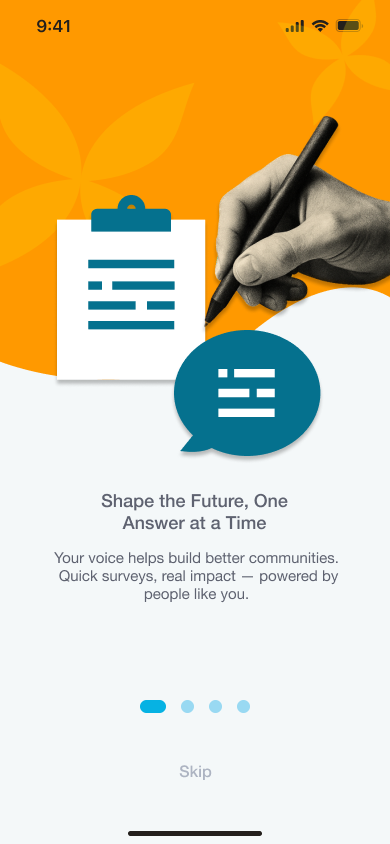 9:41
Shape the Future, One
Answer at a Time
Your voice helps build better communities.
Quick surveys, real impact — powered by
people like you.
Skip